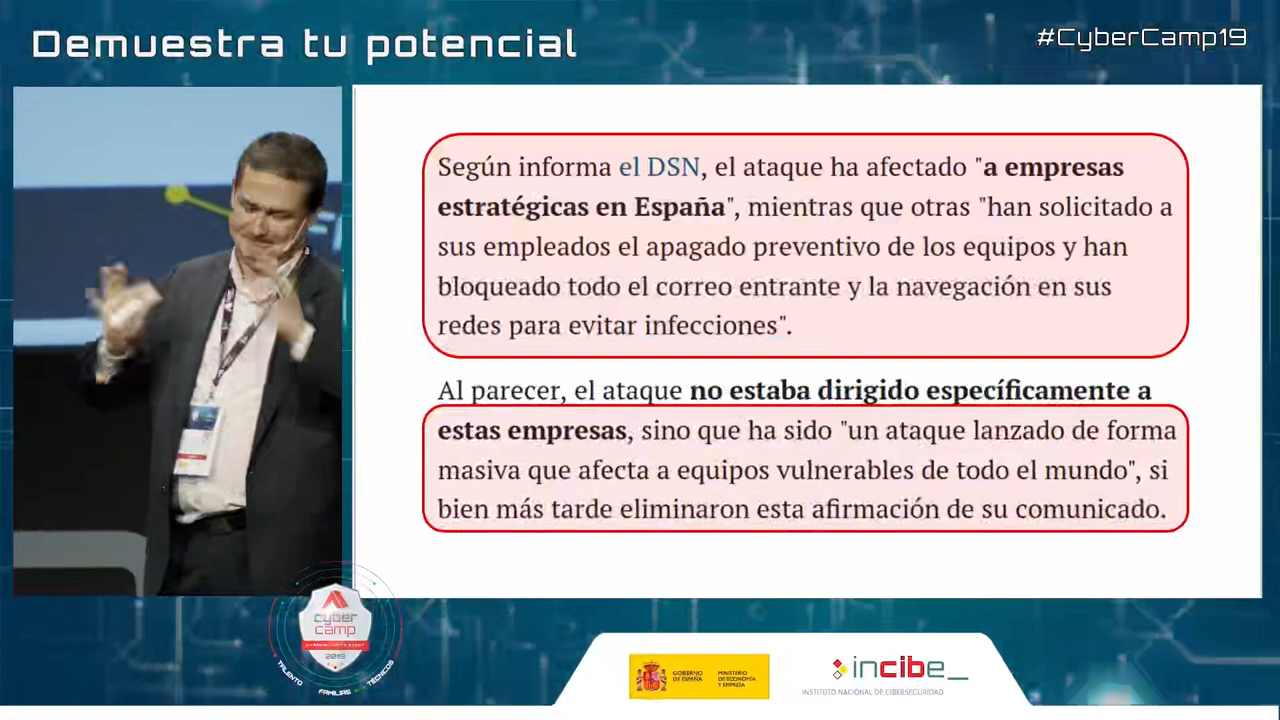 Demuestra tu potencial
#CyberCamp19
Según informa el DSN, el ataque ha afectado "a empresas
estratégicas en España", mientras que otras "han solicitado a
sus empleados el apagado preventivo de los equipos y han
bloqueado todo el correo entrante y la navegación en sus
redes para evitar infecciones".
Al parecer, el ataque no estaba dirigido específicamente a
estas empresas, sino que ha sido "un ataque lanzado de forma
masiva que afecta a equipos vulnerables de todo el mundo", si
bien más tarde eliminaron esta afirmación de su comunicado.
cyber
camp
2019
TALENTO
FAMILIAS
TÉCNICOS
GOBIERNO
DE ESPAÑA
MINISTERIO
DE ECONOMÍA
Y EMPRESA
incibe_
INSTITUTO NACIONAL DE CIBERSEGURIDAD